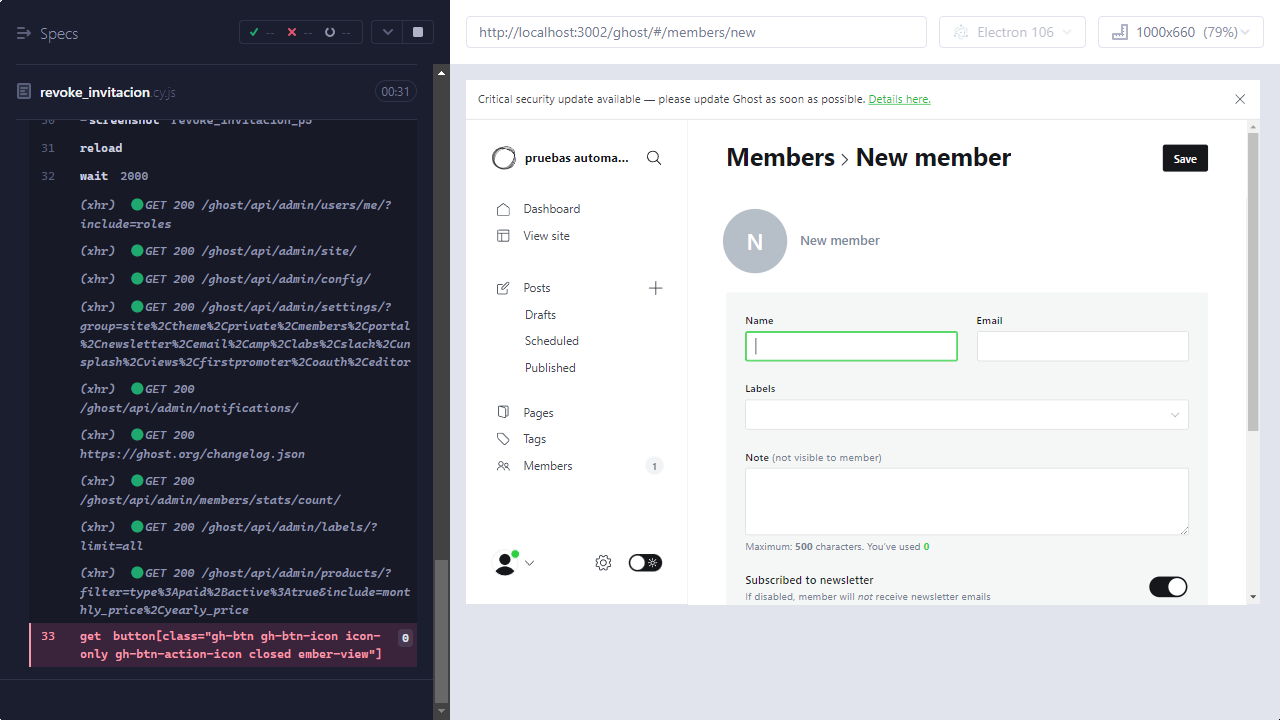 Specs
--
--
--
http://localhost:3002/ghost/#/members/new
Electron 106
1000x660 (79%)
revoke_invitacion.cy.js
00:31
30 -screenshot revoke_invitacion_p5
31 reload
32 wait 2000
(xhr) GET 200 /ghost/api/admin/users/me/?
include=roles
(xhr) GET 200 /ghost/api/admin/site/
(xhr) GET 200 /ghost/api/admin/config/
(xhr) GET 200 /ghost/api/admin/settings/?
group=site%2Ctheme%2Cprivate%2Cmembers%2Cportal
%2Cnewsletter%2Cemail%2Camp%2Clabs%2Cslack%2Cun
splash%2Cviews%2Cfirstpromoter%2Coauth%2Ceditor
(xhr) GET 200
/ghost/api/admin/notifications/
(xhr) GET 200
https://ghost.org/changelog.json
(xhr) GET 200
/ghost/api/admin/members/stats/count/
(xhr) GET 200 /ghost/api/admin/labels/?
limit=all
(xhr) GET 200 /ghost/api/admin/products/?
filter=type%3Apaid%2Bactive%3Atrue&include=mont
hly_price%2Cyearly_price
33 get button[class="gh-btn gh-btn-icon icon-
only gh-btn-action-icon closed ember-view"] 0
Critical security update available — please update Ghost as soon as possible. Details here.
pruebas automa...
Dashboard
View site
Posts
Drafts
Scheduled
Published
Pages
Tags
Members 1
Members > New member
Save
N
New member
Name
Email
Labels
Note (not visible to member)
Maximum: 500 characters. You've used 0
Subscribed to newsletter
If disabled, member will not receive newsletter emails